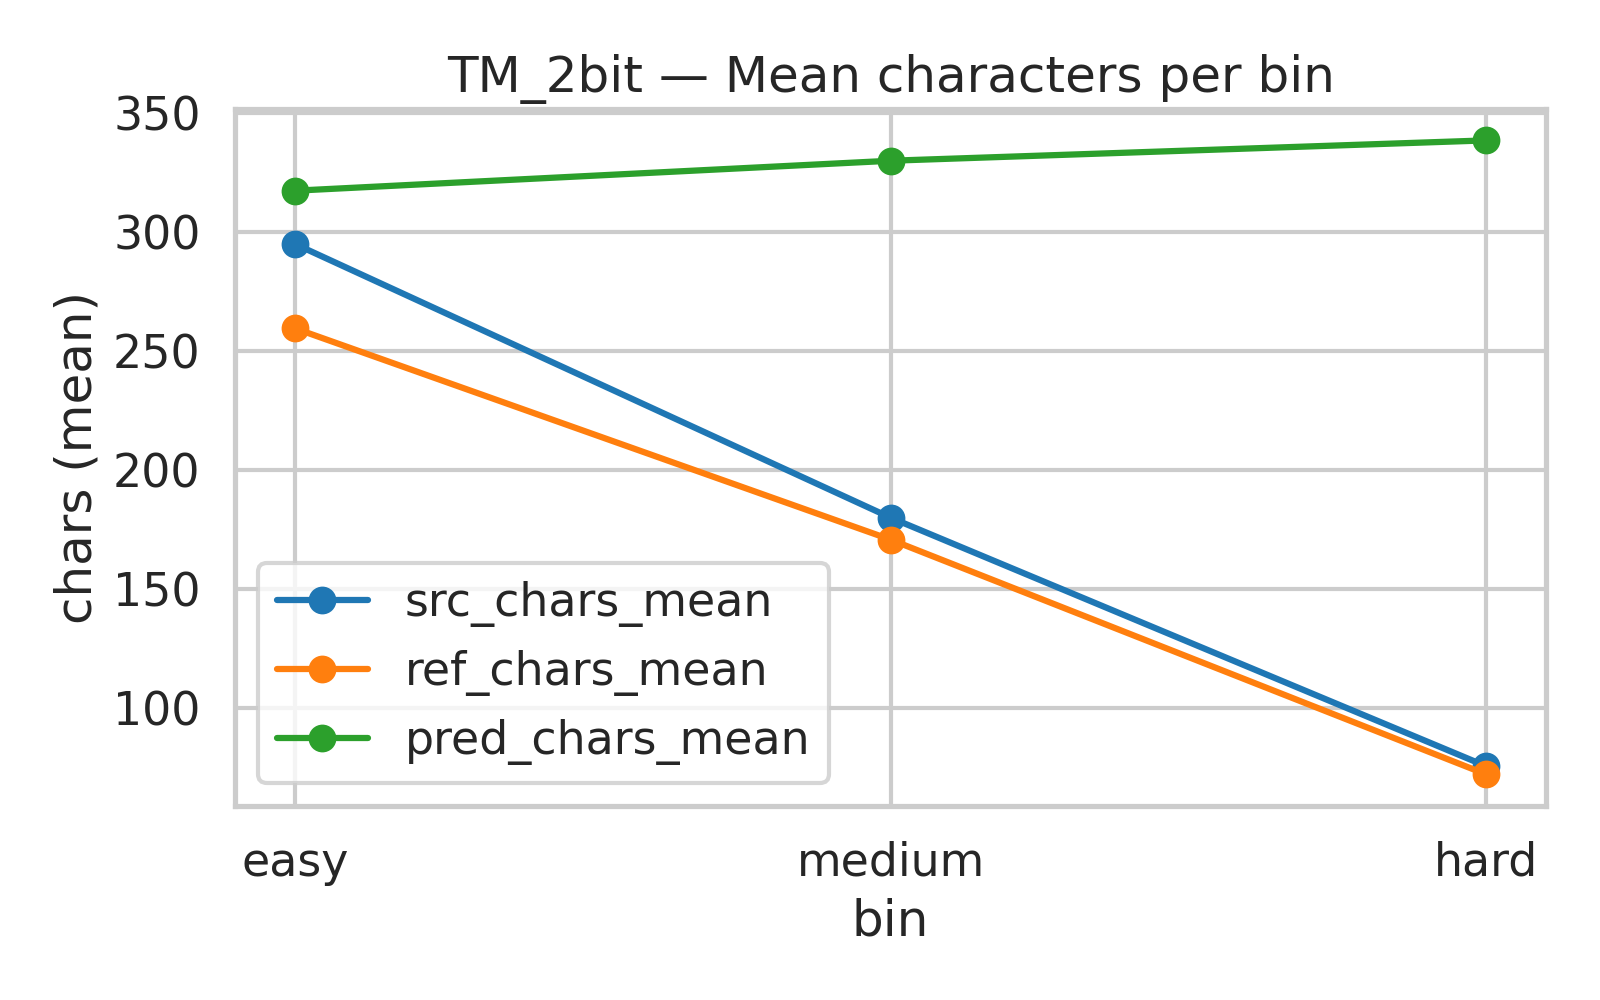 TM_2bit — Mean characters per bin
350
300
250
200
150
100
chars (mean)
src_chars_mean
ref_chars_mean
pred_chars_mean
easy medium hard
bin